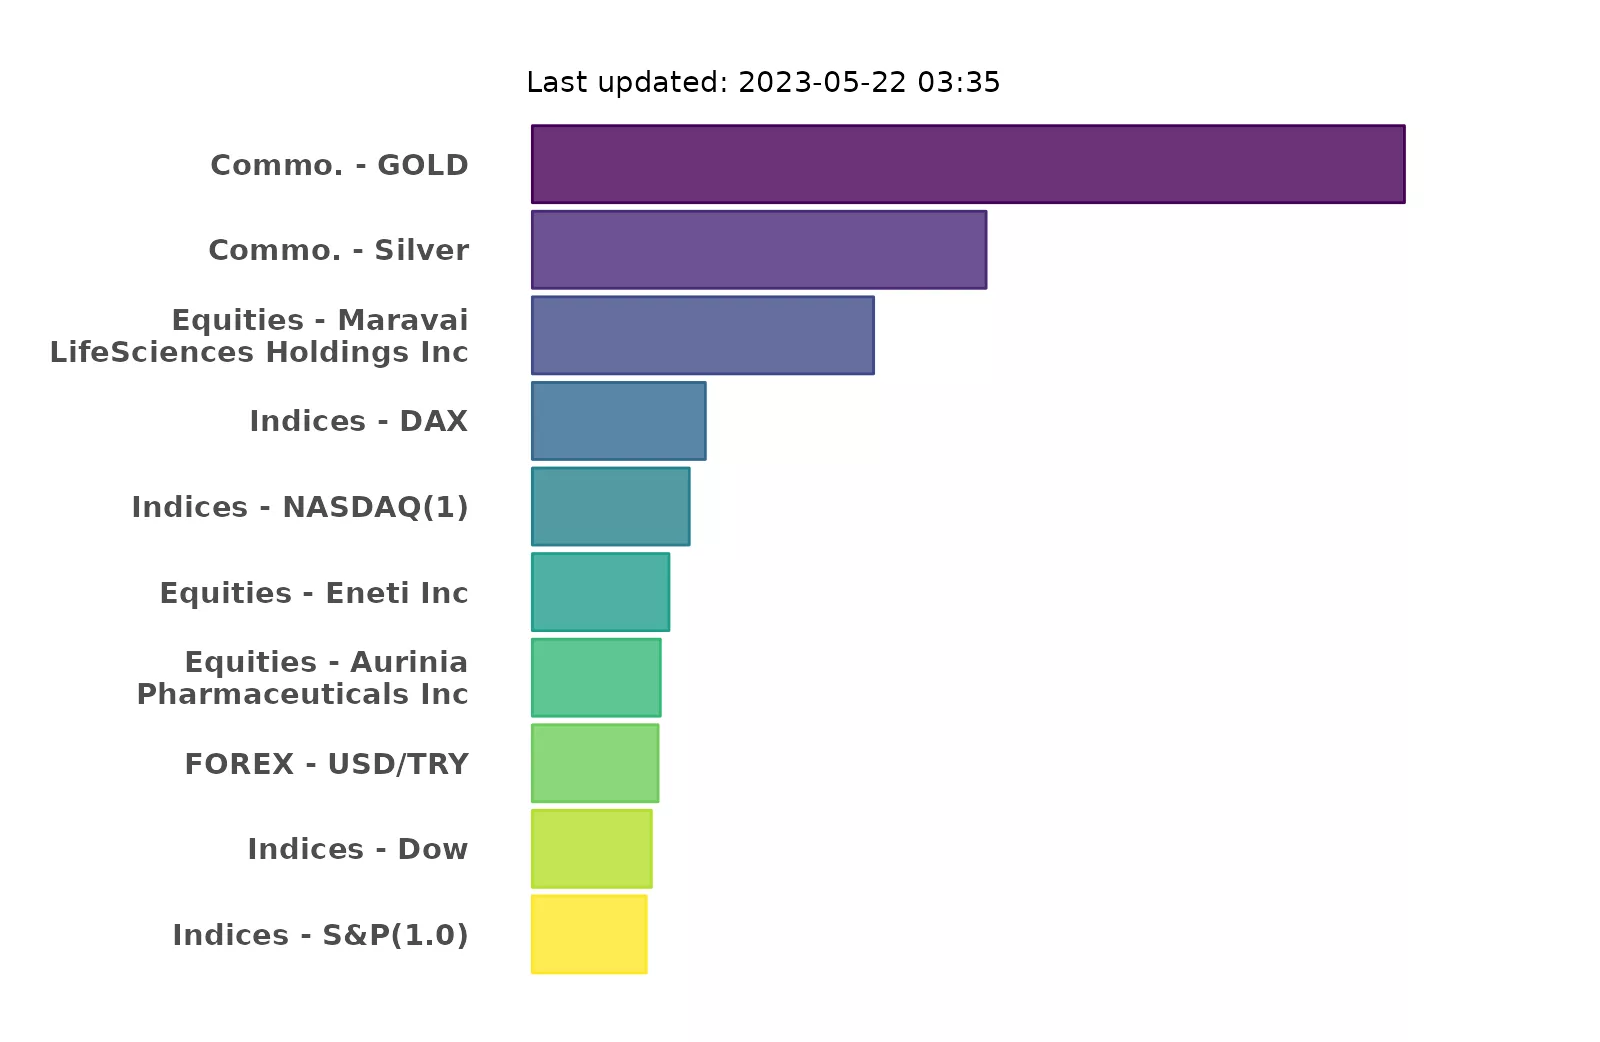 Last updated: 2023-05-22 03:35
Commo. - GOLD
Commo. - Silver
Equities - Maravai
LifeSciences Holdings Inc
Indices - DAX
Indices - NASDAQ(1)
Equities - Eneti Inc
Equities - Aurinia
Pharmaceuticals Inc
FOREX - USD/TRY
Indices - Dow
Indices - S&P(1.0)